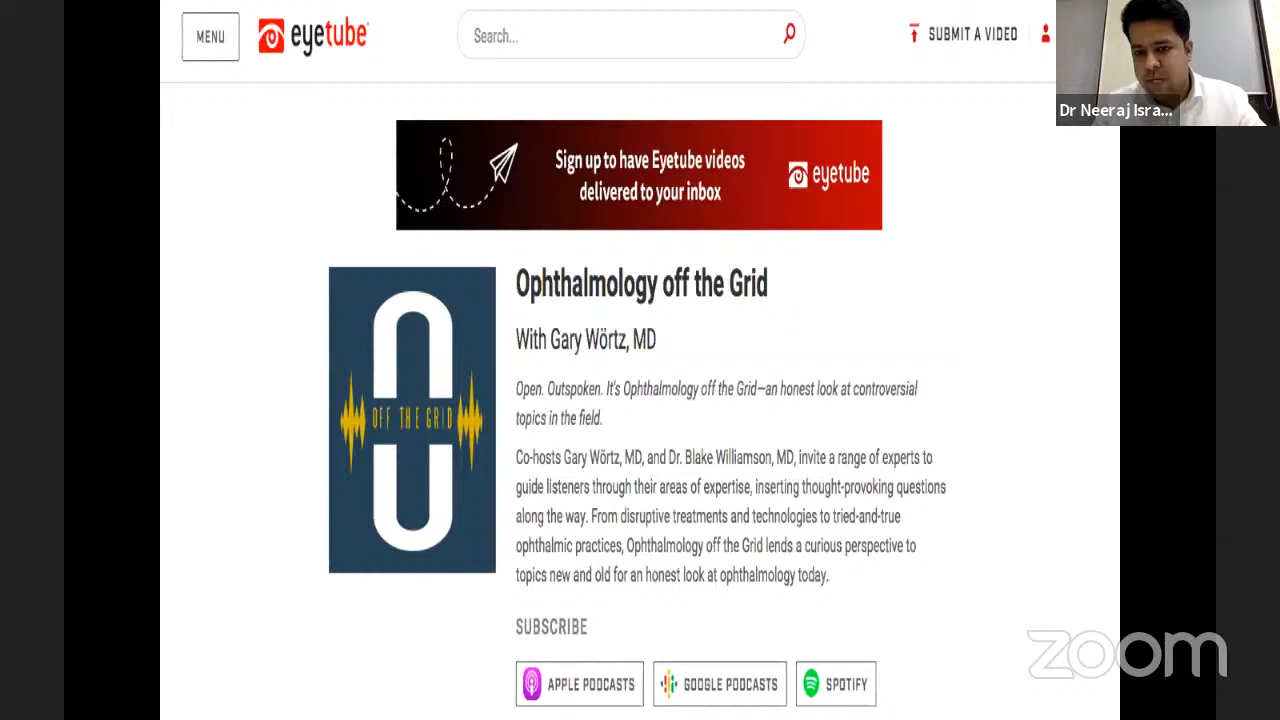 MENU
eyetube
Search...
SUBMIT A VIDEO
Dr Neeraj Isra...
Sign up to have Eyetube videos
delivered to your inbox
eyetube
Ophthalmology off the Grid
With Gary Wörtz, MD
OFF THE GRID
Open. Outspoken. It's Ophthalmology off the Grid—an honest look at controversial
topics in the field.
Co-hosts Gary Wörtz, MD, and Dr. Blake Williamson, MD, invite a range of experts to
guide listeners through their areas of expertise, inserting thought-provoking questions
along the way. From disruptive treatments and technologies to tried-and-true
ophthalmic practices, Ophthalmology off the Grid lends a curious perspective to
topics new and old for an honest look at ophthalmology today.
SUBSCRIBE
APPLE PODCASTS
GOOGLE PODCASTS
SPOTIFY
zoom